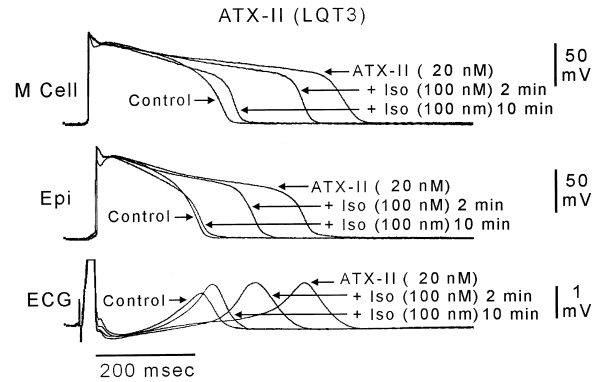 ATX-II (LQT3)
M Cell
Control
ATX-II ( 20 nM)
+ Iso (100 nM) 2 min
+ Iso (100 nm) 10 min
50
mV
Epi
Control
ATX-II ( 20 nM)
+ Iso (100 nM) 2 min
+ Iso (100 nm) 10 min
50
mV
ECG
Control
ATX-II ( 20 nM)
+ Iso (100 nM) 2 min
+ Iso (100 nm) 10 min
1
mV
200 msec